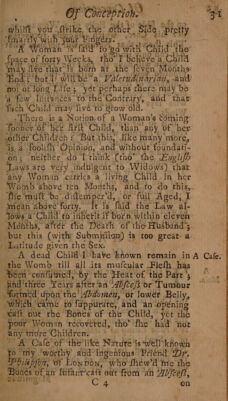 Of Conception. 31
whilst you strike the other Side pretty
smartly with your Fingers.
A Woman is said to go with Child the
space of forty Weeks, tho' I believe a Child
may live that is born at the seven Months
End; but it will be a Valetudinarian, and
not of long Life; yet perhaps there may be
a few Instances to the Contrary, and that
such Child may live to grow old.
There is a Notion of a Woman's coming
sooner of her first Child, than any of her
other Children: But this, like many more,
is a foolish Opinion, and without foundati-
on; neither do I think (tho' the English
Laws are very indulgent to Widows) that
any Woman carries a living Child in her
Womb above ten Months, and to do this,
she must be distemper'd, or full Aged, I
mean above forty. It is said the Law al-
lows a Child to inherit if born within eleven
Months, after the Death of the Husband;
but this (with Submission) is too great a
Latitude given the Sex.
A dead Child I have known remain in A Case.
the Womb till all its muscular Flesh has
been consumed, by the Heat of the Part;
and three Years after an Abscess or Tumour
formed upon the Abdomen, or lower Belly,
which came to suppurate, and an opening
cast out the Bones of the Child, yet the
poor Woman recovered, tho' she had not
any more Children.
A Case of the like Nature is well known
to my worthy and ingenious Friend Dr.
Phillipson, of London, who shew'd me the
Bones of an Infant cast out from an Abscess,
C 4 on